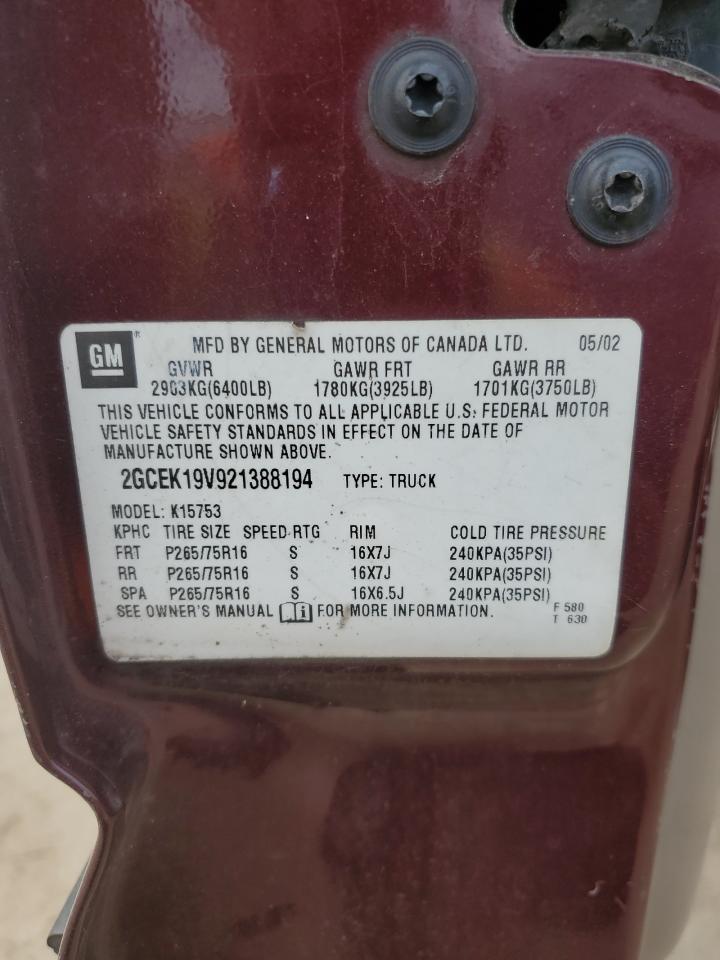 GM ® MFD BY GENERAL MOTORS OF CANADA LTD. 05/02
GVWR GAWR FRT GAWR RR
2903KG(6400LB) 1780KG(3925LB) 1701KG(3750LB)
THIS VEHICLE CONFORMS TO ALL APPLICABLE U.S. FEDERAL MOTOR
VEHICLE SAFETY STANDARDS IN EFFECT ON THE DATE OF
MANUFACTURE SHOWN ABOVE.
2GCEK19V921388194 TYPE: TRUCK
MODEL: K15753
KPHC TIRE SIZE SPEED RTG RIM COLD TIRE PRESSURE
FRT P265/75R16 S 16X7J 240KPA(35PSI)
RR P265/75R16 S 16X7J 240KPA(35PSI)
SPA P265/75R16 S 16X6.5J 240KPA(35PSI)
SEE OWNER'S MANUAL i FOR MORE INFORMATION. F 580
T 630